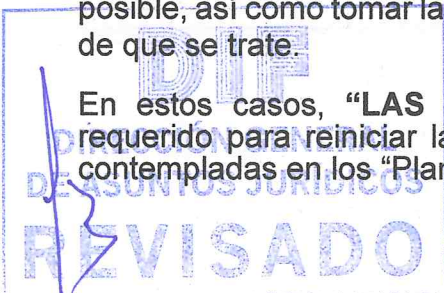 posible, así como tomar la
de que se trate.
DIF
En estos casos, “LAS
requerido para reiniciar la
DIRECCIÓN GENERAL
contempladas en los “Plan
DE ASUNTOS JURÍDICOS
REVISADO